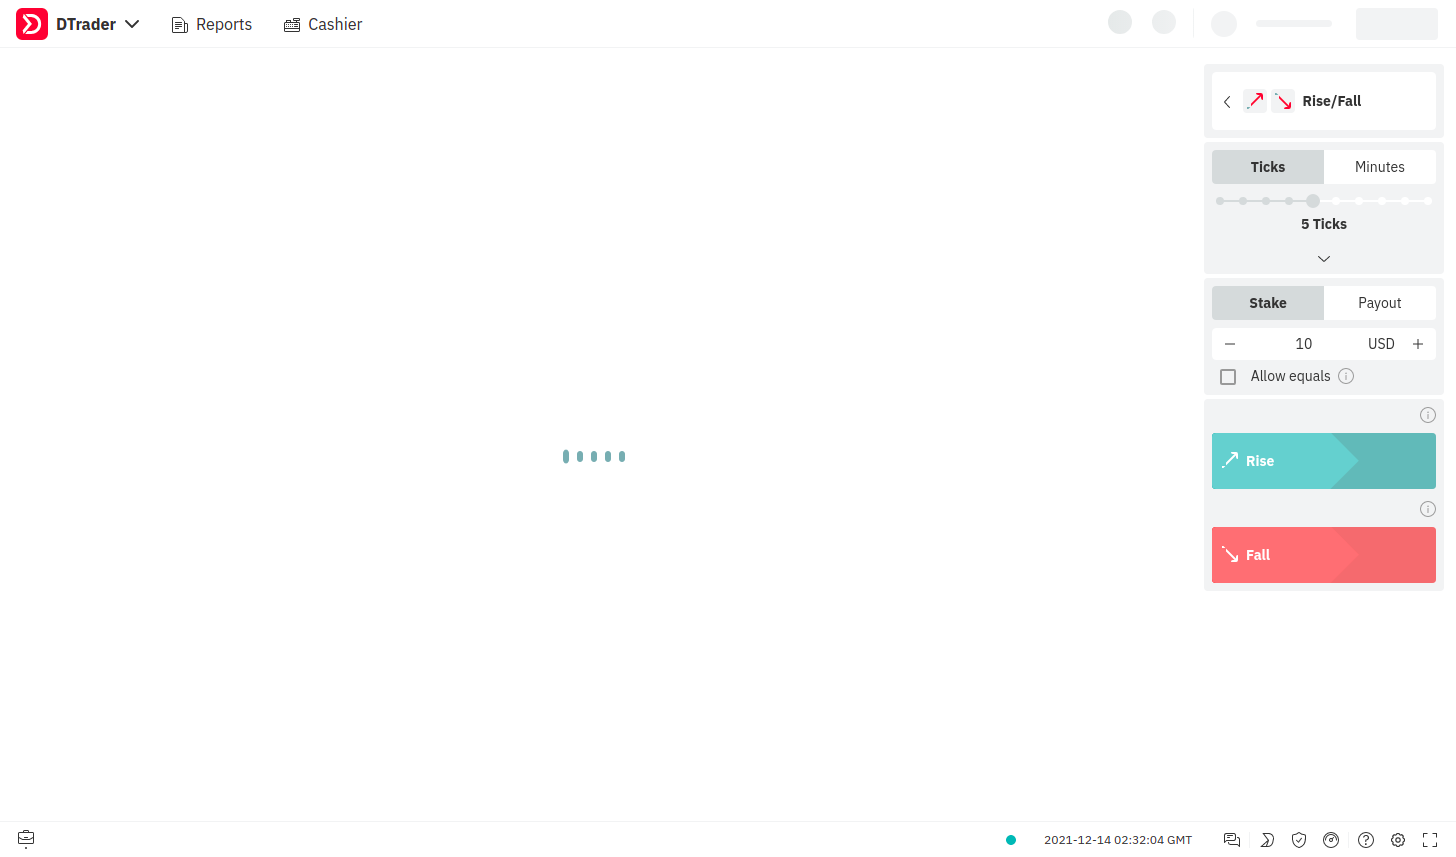 DTrader
Reports
Cashier
Rise/Fall
Ticks
Minutes
5 Ticks
Stake
Payout
10
USD
Allow equals
Rise
Fall
2021-12-14 02:32:04 GMT